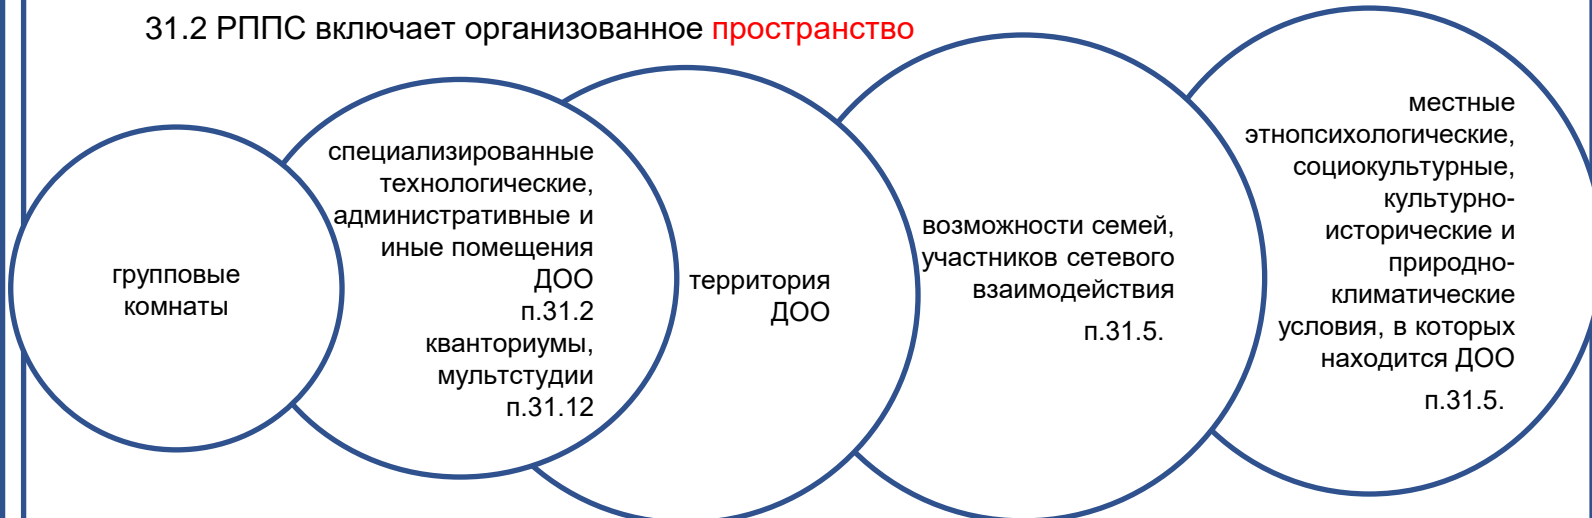 31.2 РППС включает организованное пространство
групповые
комнаты
специализированные
технологические,
административные и
иные помещения
ДОО
п.31.2
кванториумы,
мультстудии
п.31.12
территория
ДОО
возможности семей,
участников сетевого
взаимодействия
п.31.5.
местные
этнопсихологические,
социокультурные,
культурно-
исторические и
природно-
климатические
условия, в которых
находится ДОО
п.31.5.